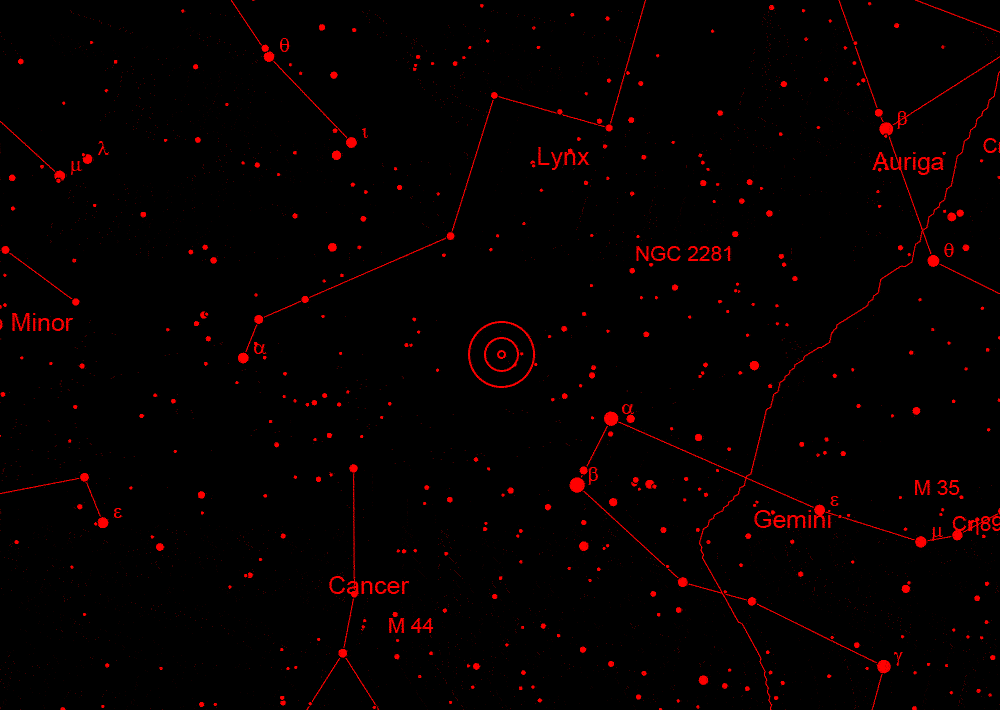 θ
ι
β
λ
μ
Lynx
Auriga
θ
NGC 2281
Minor
α
α
β
ε
M 35
ε
Gemini
μ
Cancer
M 44
γ